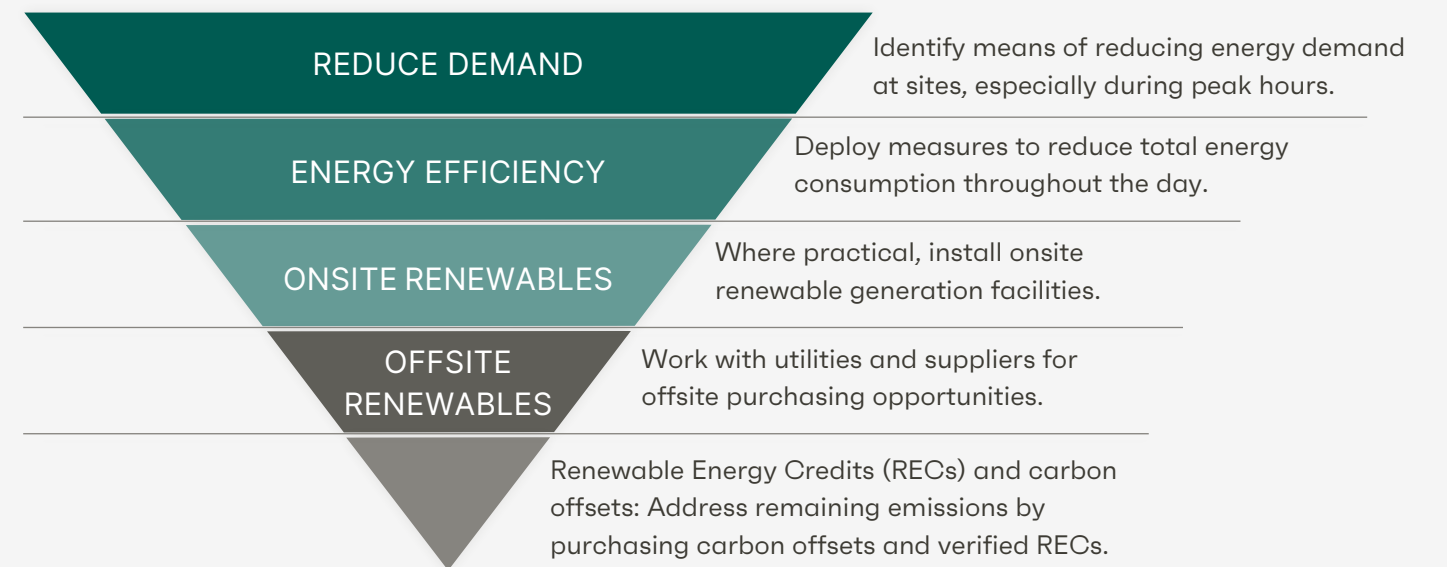 REDUCE DEMAND
Identify means of reducing energy demand
at sites, especially during peak hours.
ENERGY EFFICIENCY
Deploy measures to reduce total energy
consumption throughout the day.
ONSITE RENEWABLES
Where practical, install onsite
renewable generation facilities.
OFFSITE
RENEWABLES
Work with utilities and suppliers for
offsite purchasing opportunities.
Renewable Energy Credits (RECs) and carbon
offsets: Address remaining emissions by
purchasing carbon offsets and verified RECs.